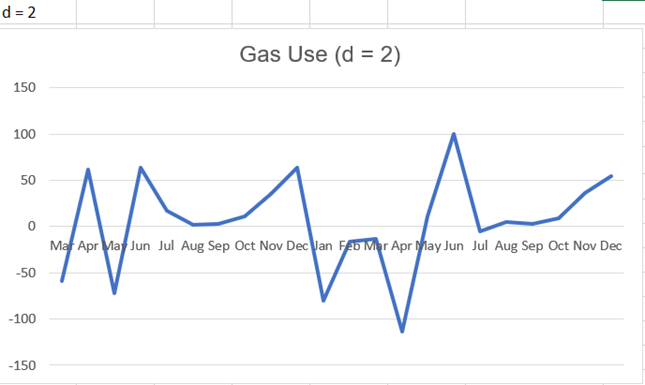 d = 2
Gas Use (d = 2)
150
100
50
0
Mar Apr May Jun Jul Aug Sep Oct Nov Dec Jan Feb Mar Apr May Jun Jul Aug Sep Oct Nov Dec
-50
-100
-150